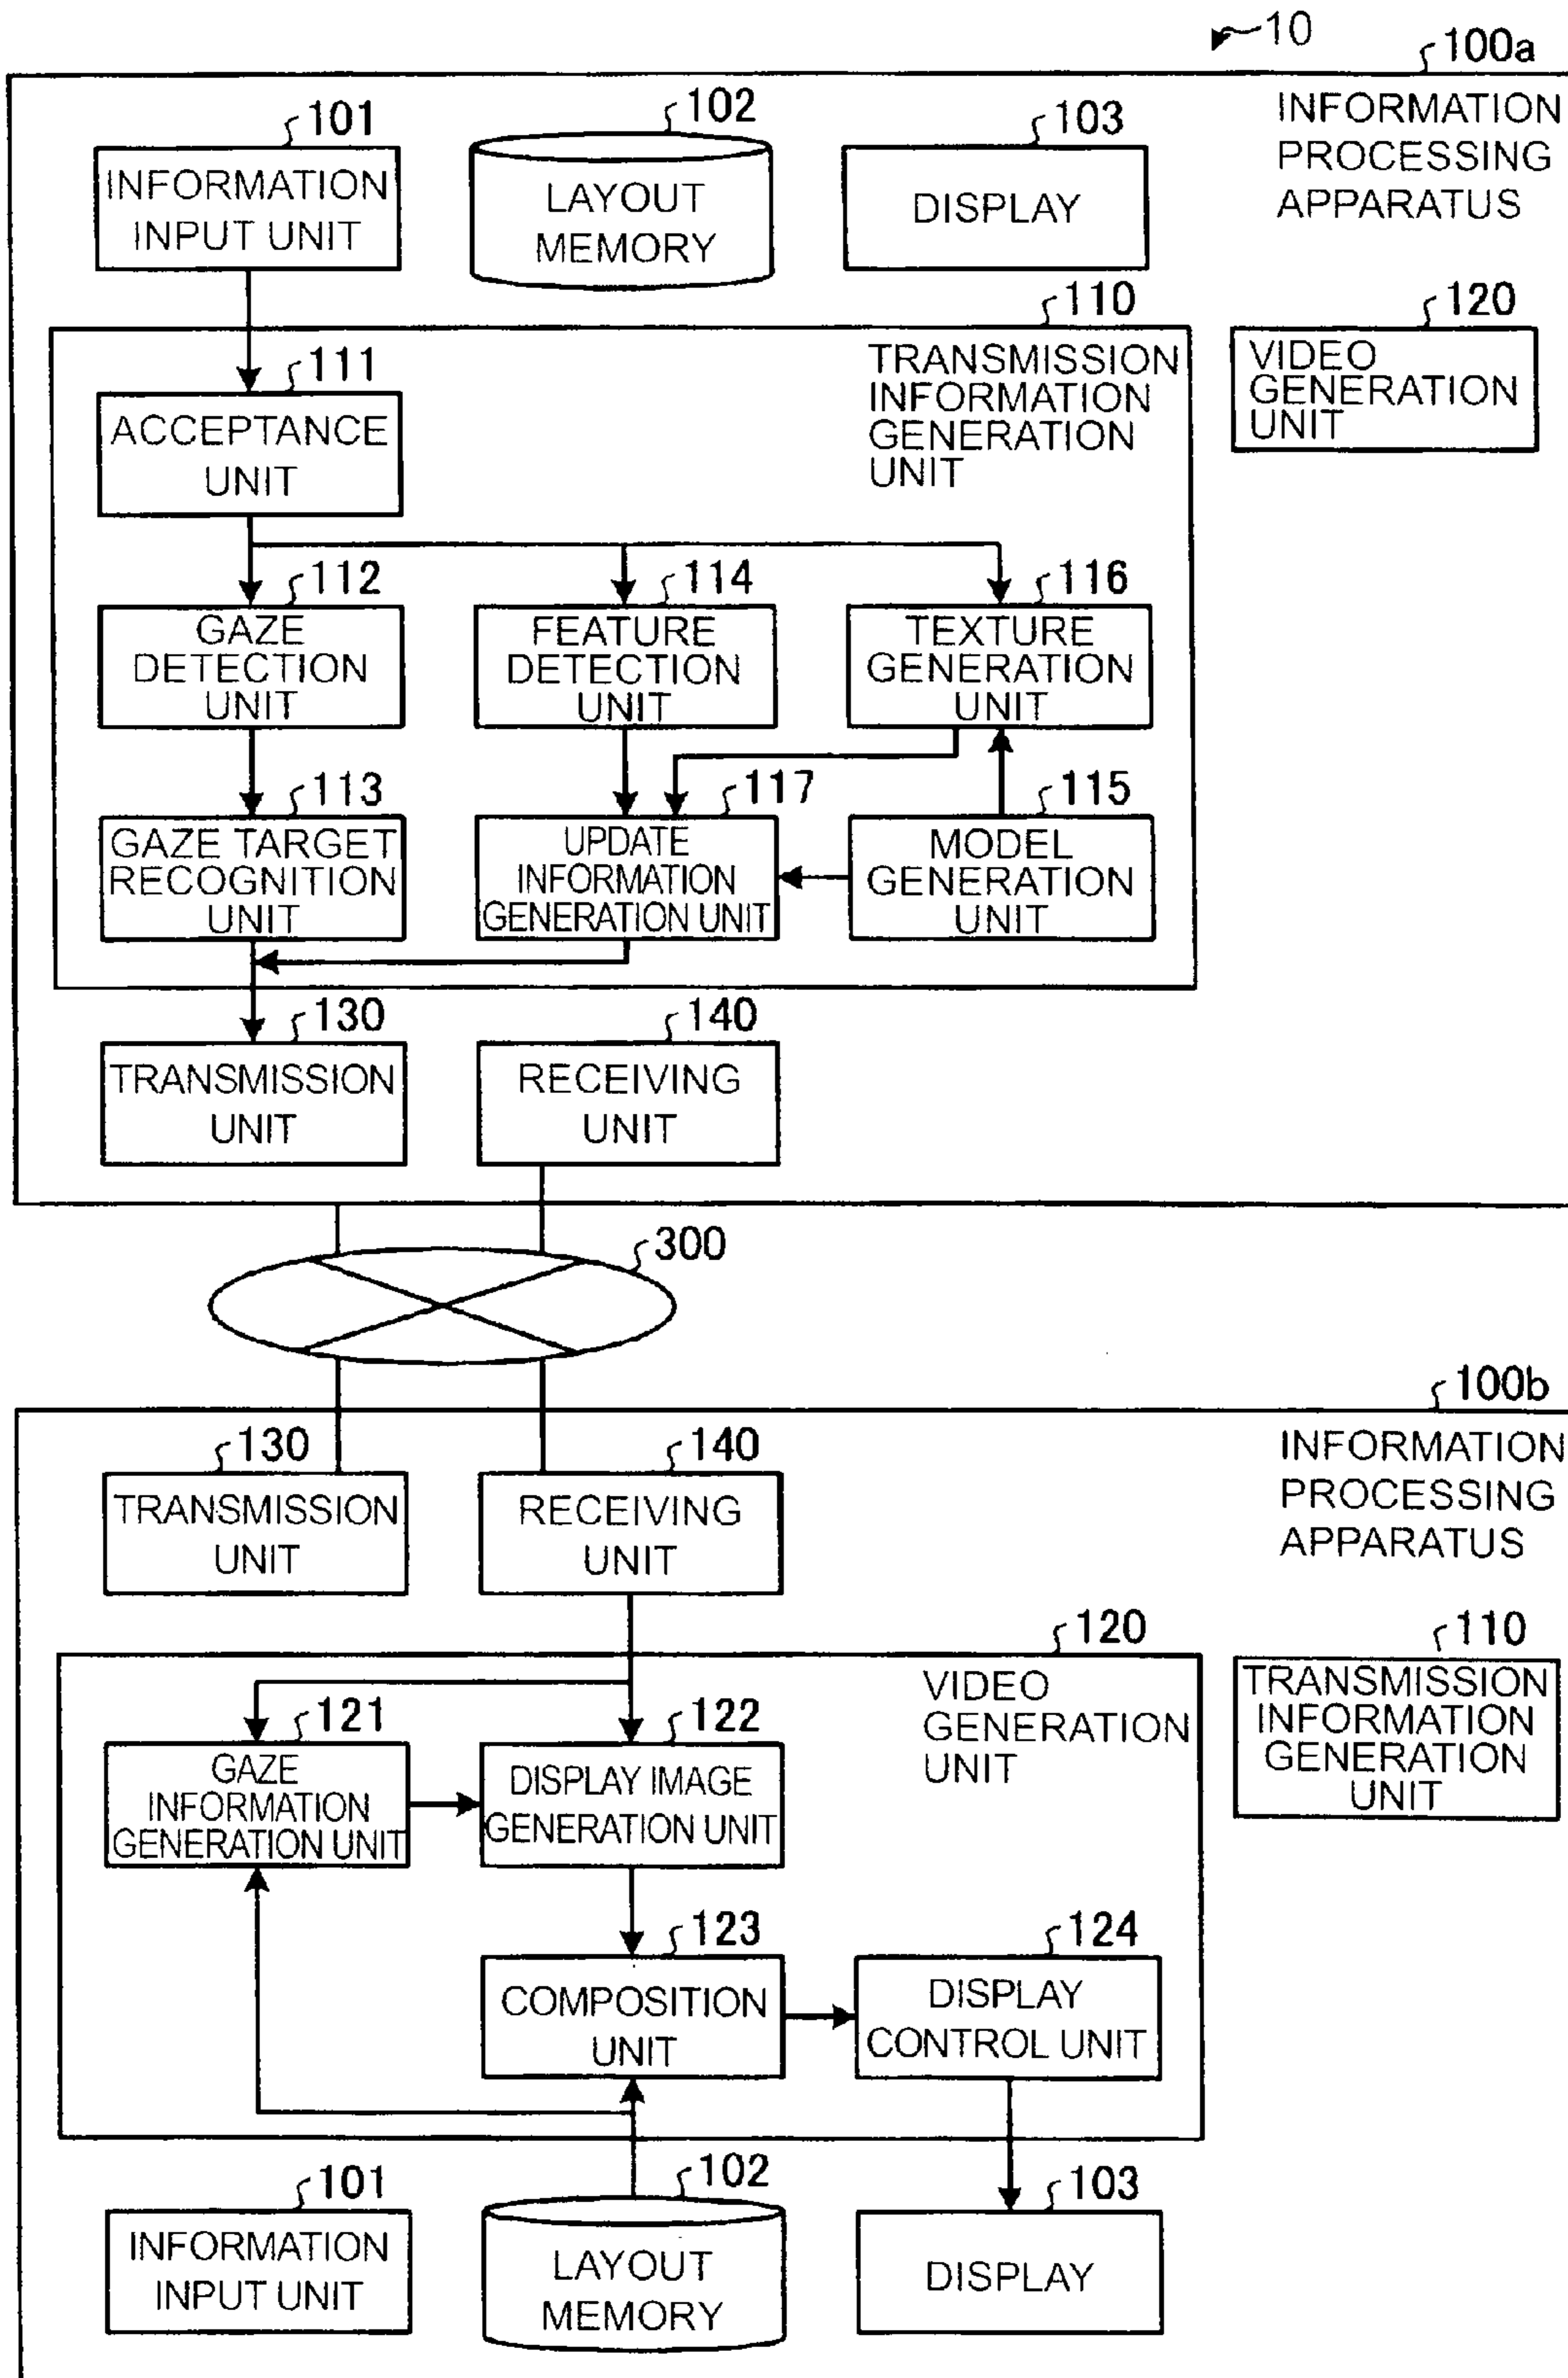 10
100a
INFORMATION
PROCESSING
APPARATUS
101
INFORMATION
INPUT UNIT
102
LAYOUT
MEMORY
103
DISPLAY
110
TRANSMISSION
INFORMATION
GENERATION
UNIT
120
VIDEO
GENERATION
UNIT
111
ACCEPTANCE
UNIT
112
GAZE
DETECTION
UNIT
114
FEATURE
DETECTION
UNIT
116
TEXTURE
GENERATION
UNIT
113
GAZE TARGET
RECOGNITION
UNIT
117
UPDATE
INFORMATION
GENERATION UNIT
115
MODEL
GENERATION
UNIT
130
TRANSMISSION
UNIT
140
RECEIVING
UNIT
300
100b
INFORMATION
PROCESSING
APPARATUS
130
TRANSMISSION
UNIT
140
RECEIVING
UNIT
120
VIDEO
GENERATION
UNIT
110
TRANSMISSION
INFORMATION
GENERATION
UNIT
121
GAZE
INFORMATION
GENERATION UNIT
122
DISPLAY IMAGE
GENERATION UNIT
123
COMPOSITION
UNIT
124
DISPLAY
CONTROL UNIT
101
INFORMATION
INPUT UNIT
102
LAYOUT
MEMORY
103
DISPLAY